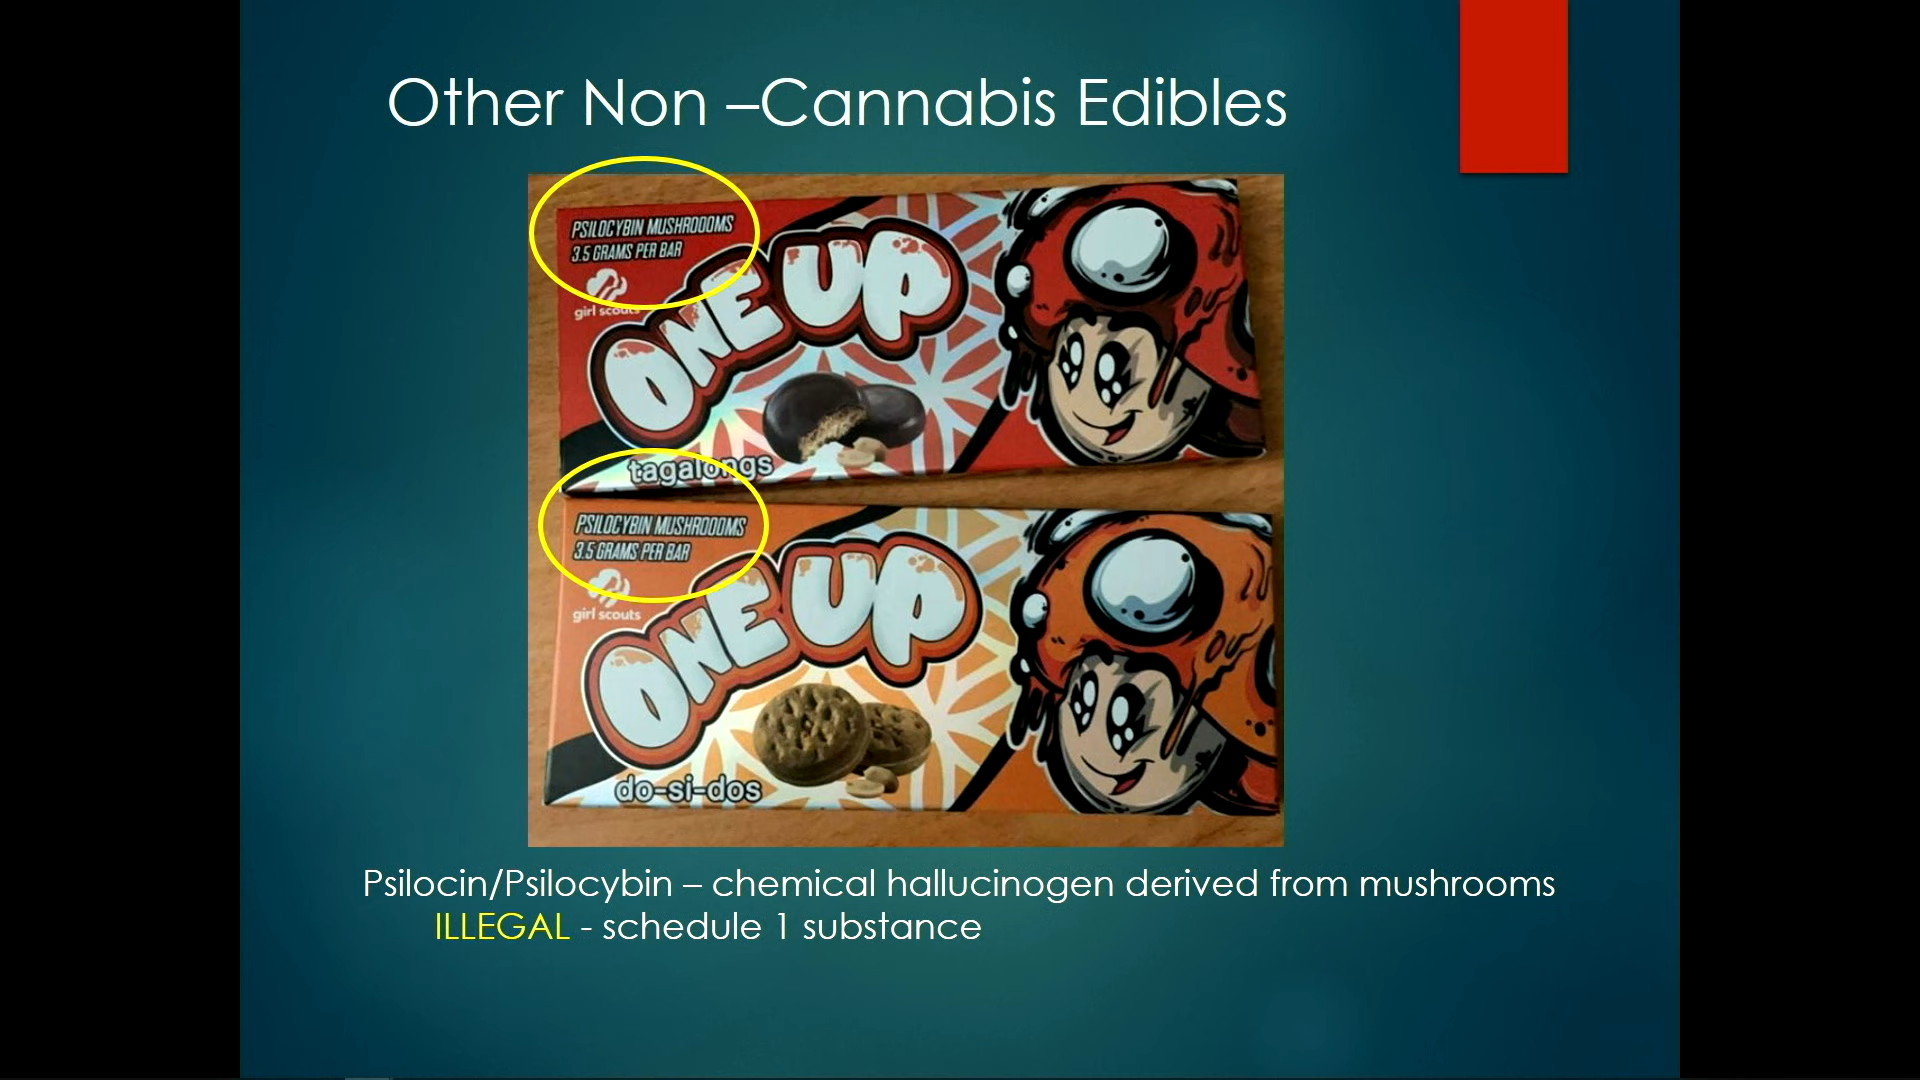 Other Non –Cannabis Edibles
PSILOCYBIN MUSHROOOMS
3.5 GRAMS PER BAR
girl scouts
ONE UP
tagalongs
PSILOCYBIN MUSHROOOMS
3.5 GRAMS PER BAR
girl scouts
ONE UP
do-si-dos
Psilocin/Psilocybin – chemical hallucinogen derived from mushrooms
ILLEGAL - schedule 1 substance